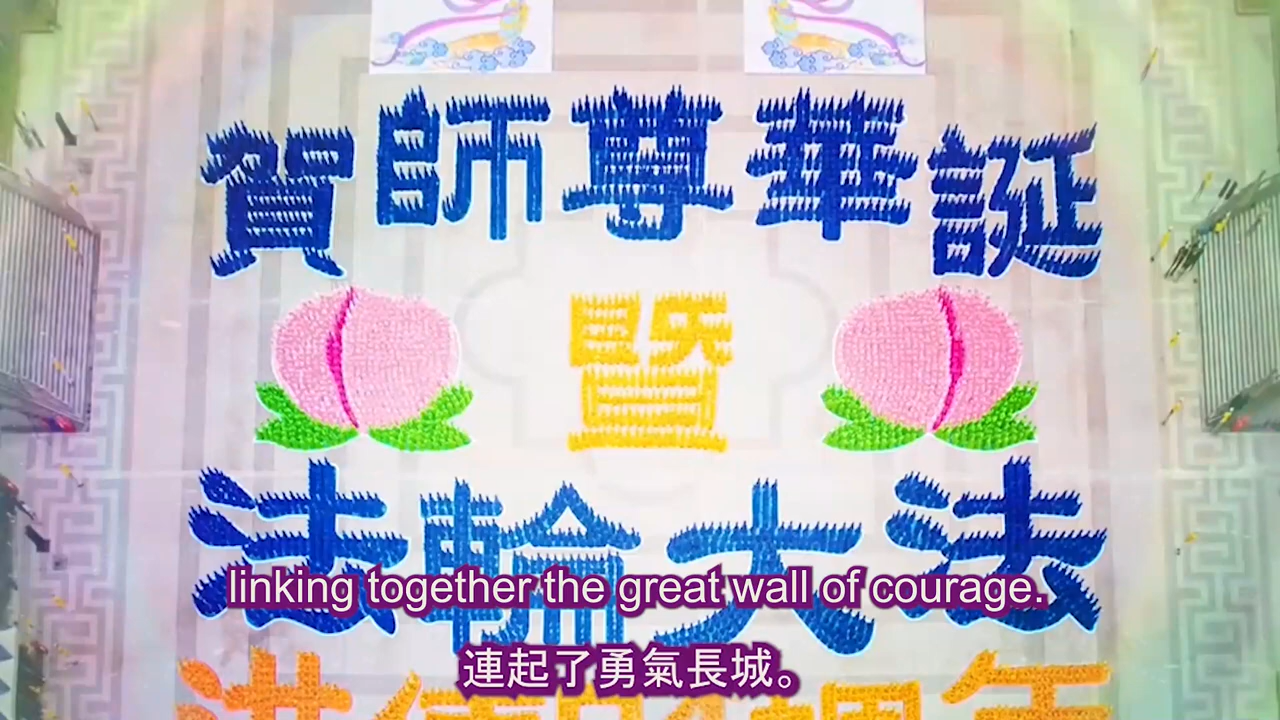 賀師尊華誕
暨
法輪大法
linking together the great wall of courage.
連起了勇氣長城。